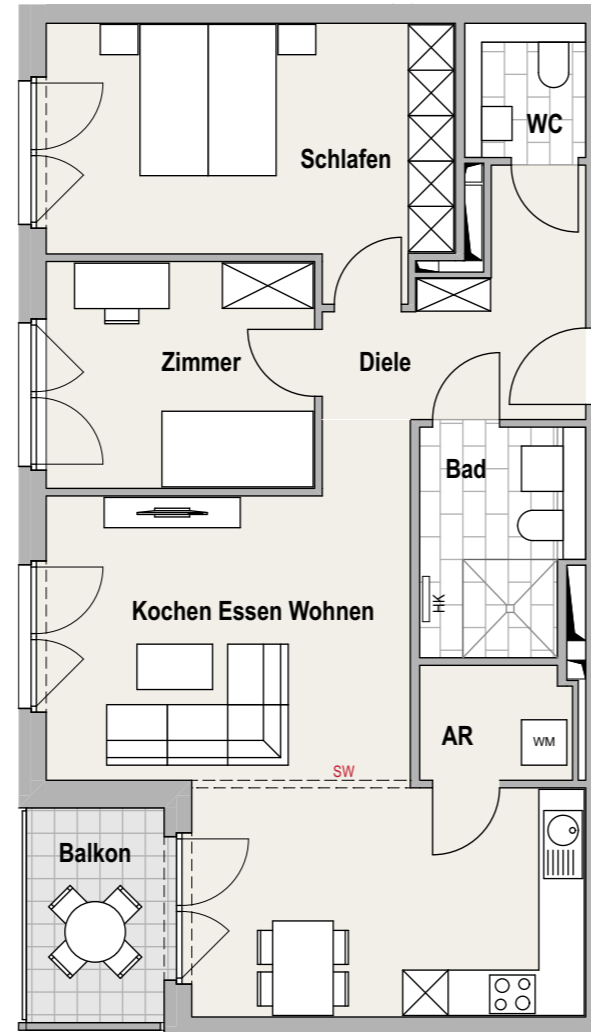 WC
Schlafen
Zimmer
Diele
Bad
HK
Kochen Essen Wohnen
AR
WM
SW
Balkon